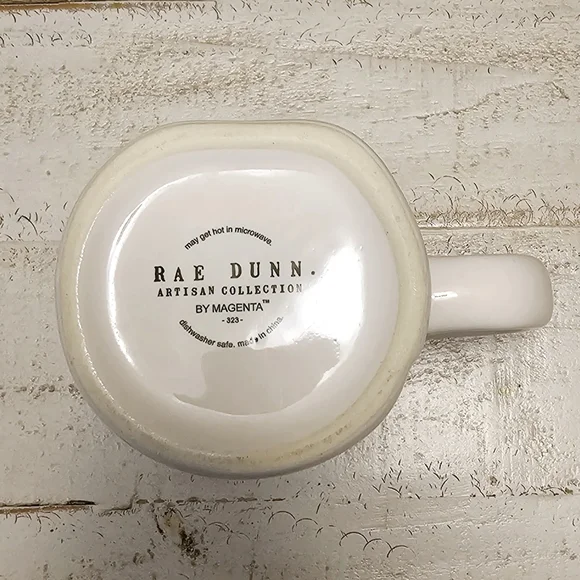 may get hot in microwave.
RAE DUNN.
ARTISAN COLLECTION
BY MAGENTA™
- 323 -
dishwasher safe. made in china.